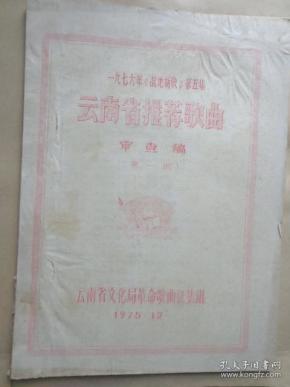 一九七六年《战地新歌》第五集
云南省推荐歌曲
审查稿
云南省文化局革命歌曲征集组
1975.12
孔夫子旧书网